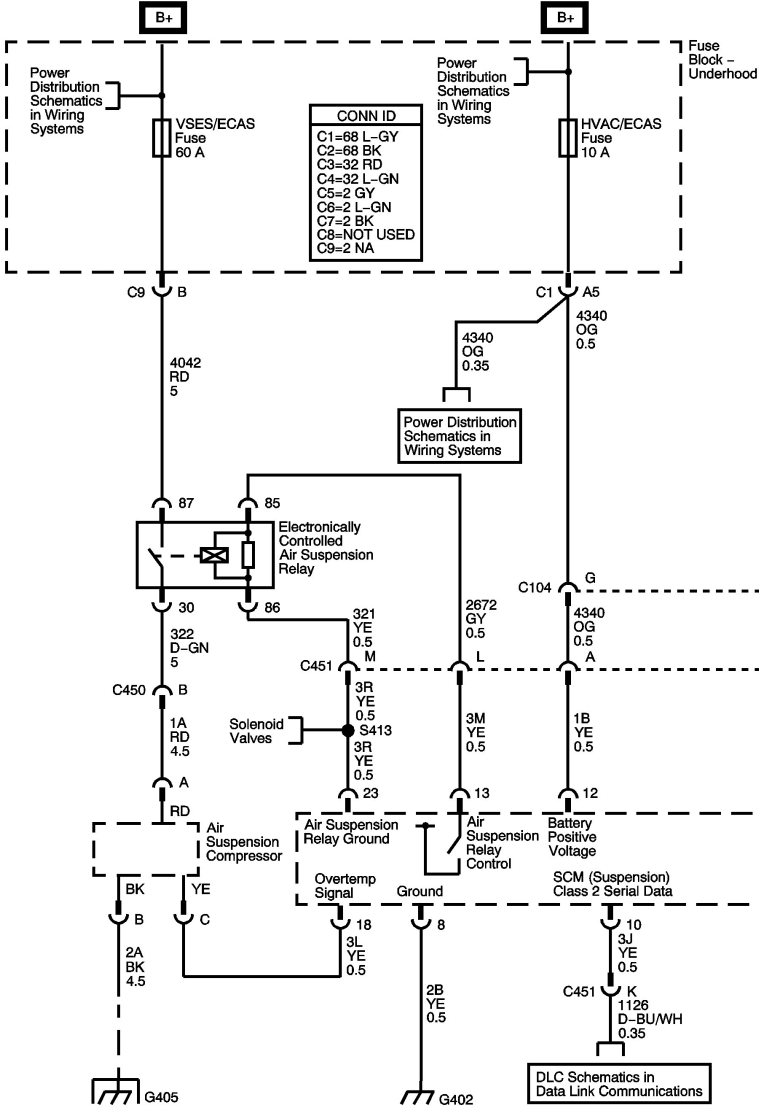 B+
B+
Fuse
Block –
Underhood
Power
Distribution
Schematics
in Wiring
Systems
Power
Distribution
Schematics
in Wiring
Systems
VSES/ECAS
Fuse
60 A
CONN ID
C1=68 L–GY
C2=68 BK
C3=32 RD
C4=32 L–GN
C5=2 GY
C6=2 L–GN
C7=2 BK
C8=NOT USED
C9=2 NA
HVAC/ECAS
Fuse
10 A
C9 B
C1 A5
4340
OG
0.5
4340
OG
0.35
4042
RD
5
Power Distribution
Schematics in
Wiring Systems
87
85
Electronically
Controlled
Air Suspension
Relay
30
86
C104 G
322
D–GN
5
321
YE
0.5
2672
GY
0.5
4340
OG
0.5
C451 M
L
A
C450 B
3R
YE
0.5
Solenoid
Valves
S413
3R
YE
0.5
3M
YE
0.5
1B
YE
0.5
1A
RD
4.5
A
RD
23
13
12
Air
Suspension
Compressor
Air Suspension
Relay Ground
Air
Suspension
Relay
Control
Battery
Positive
Voltage
Overtemp
Signal
Ground
SCM (Suspension)
Class 2 Serial Data
BK
YE
B
C
18
8
10
2A
BK
4.5
3L
YE
0.5
2B
YE
0.5
3J
YE
0.5
C451 K
1126
D–BU/WH
0.35
DLC Schematics in
Data Link Communications
G405
G402